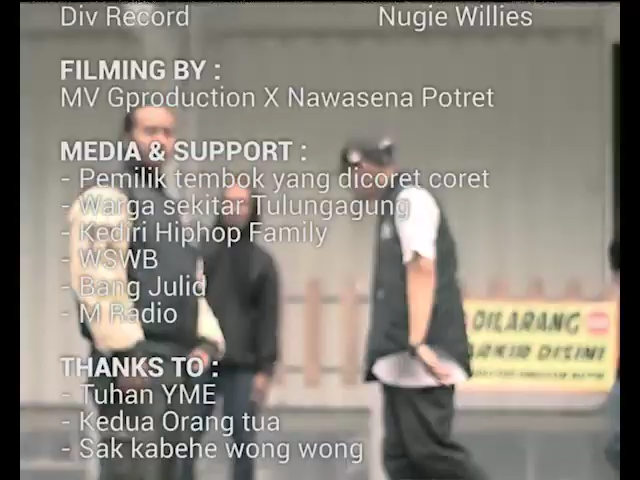 Div Record Nugie Willies
FILMING BY :
MV Gproduction X Nawasena Potret
MEDIA & SUPPORT :
- Pemilik tembok yang dicoret coret
- Warga sekitar Tulungagung
- Kediri Hiphop Family
- WSWB
- Bang Julid
- M Radio
DILARANG
PARKIR DISINI
THANKS TO :
- Tuhan YME
- Kedua Orang tua
- Sak kabehe wong wong